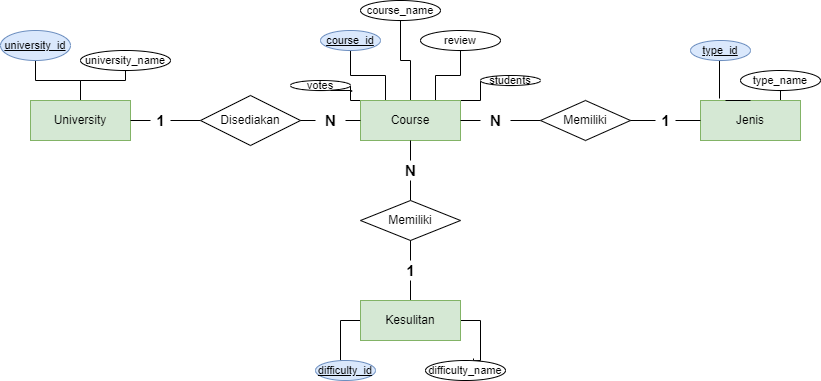 course_name
university_id
course_id
review
type_id
university_name
votes
students
type_name
University
1
Disediakan
N
Course
N
Memiliki
1
Jenis
N
Memiliki
1
Kesulitan
difficulty_id
difficulty_name